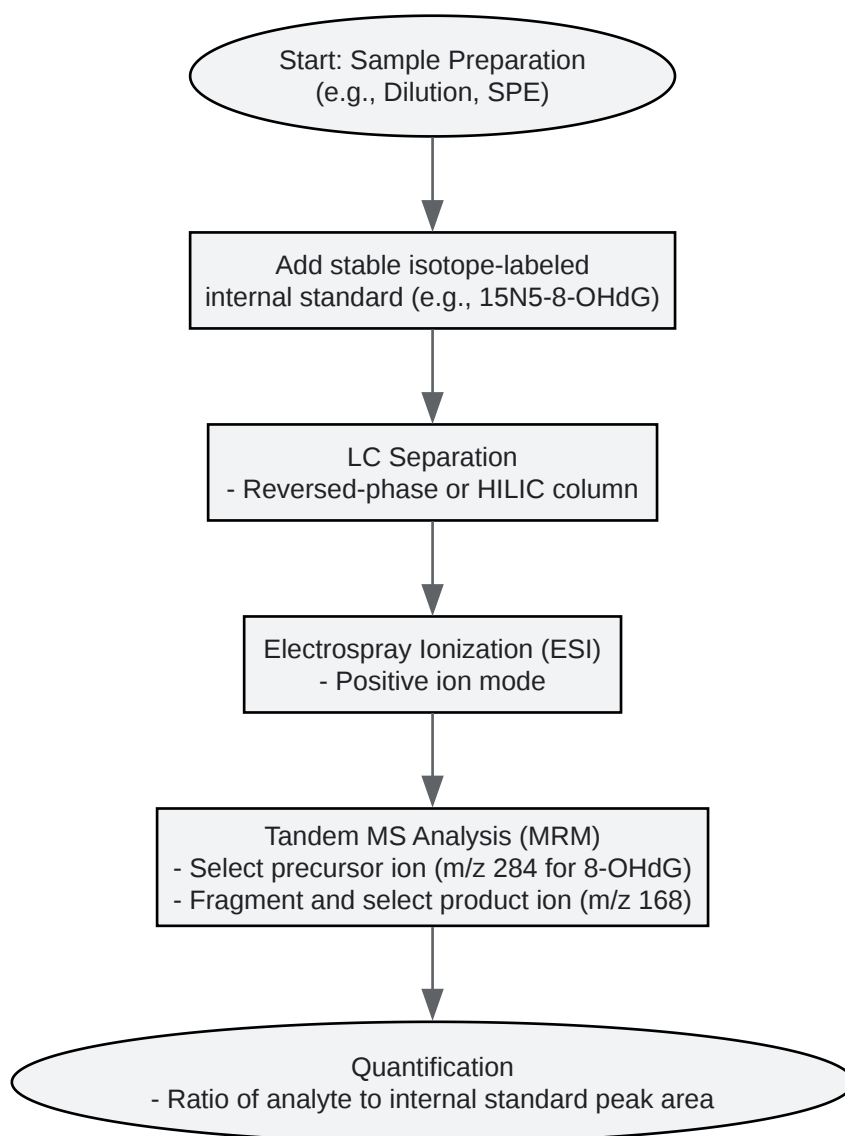 Start: Sample Preparation
(e.g., Dilution, SPE)
Add stable isotope-labeled
internal standard (e.g., 15N5-8-OHdG)
LC Separation
- Reversed-phase or HILIC column
Electrospray Ionization (ESI)
- Positive ion mode
Tandem MS Analysis (MRM)
- Select precursor ion (m/z 284 for 8-OHdG)
- Fragment and select product ion (m/z 168)
Quantification
- Ratio of analyte to internal standard peak area